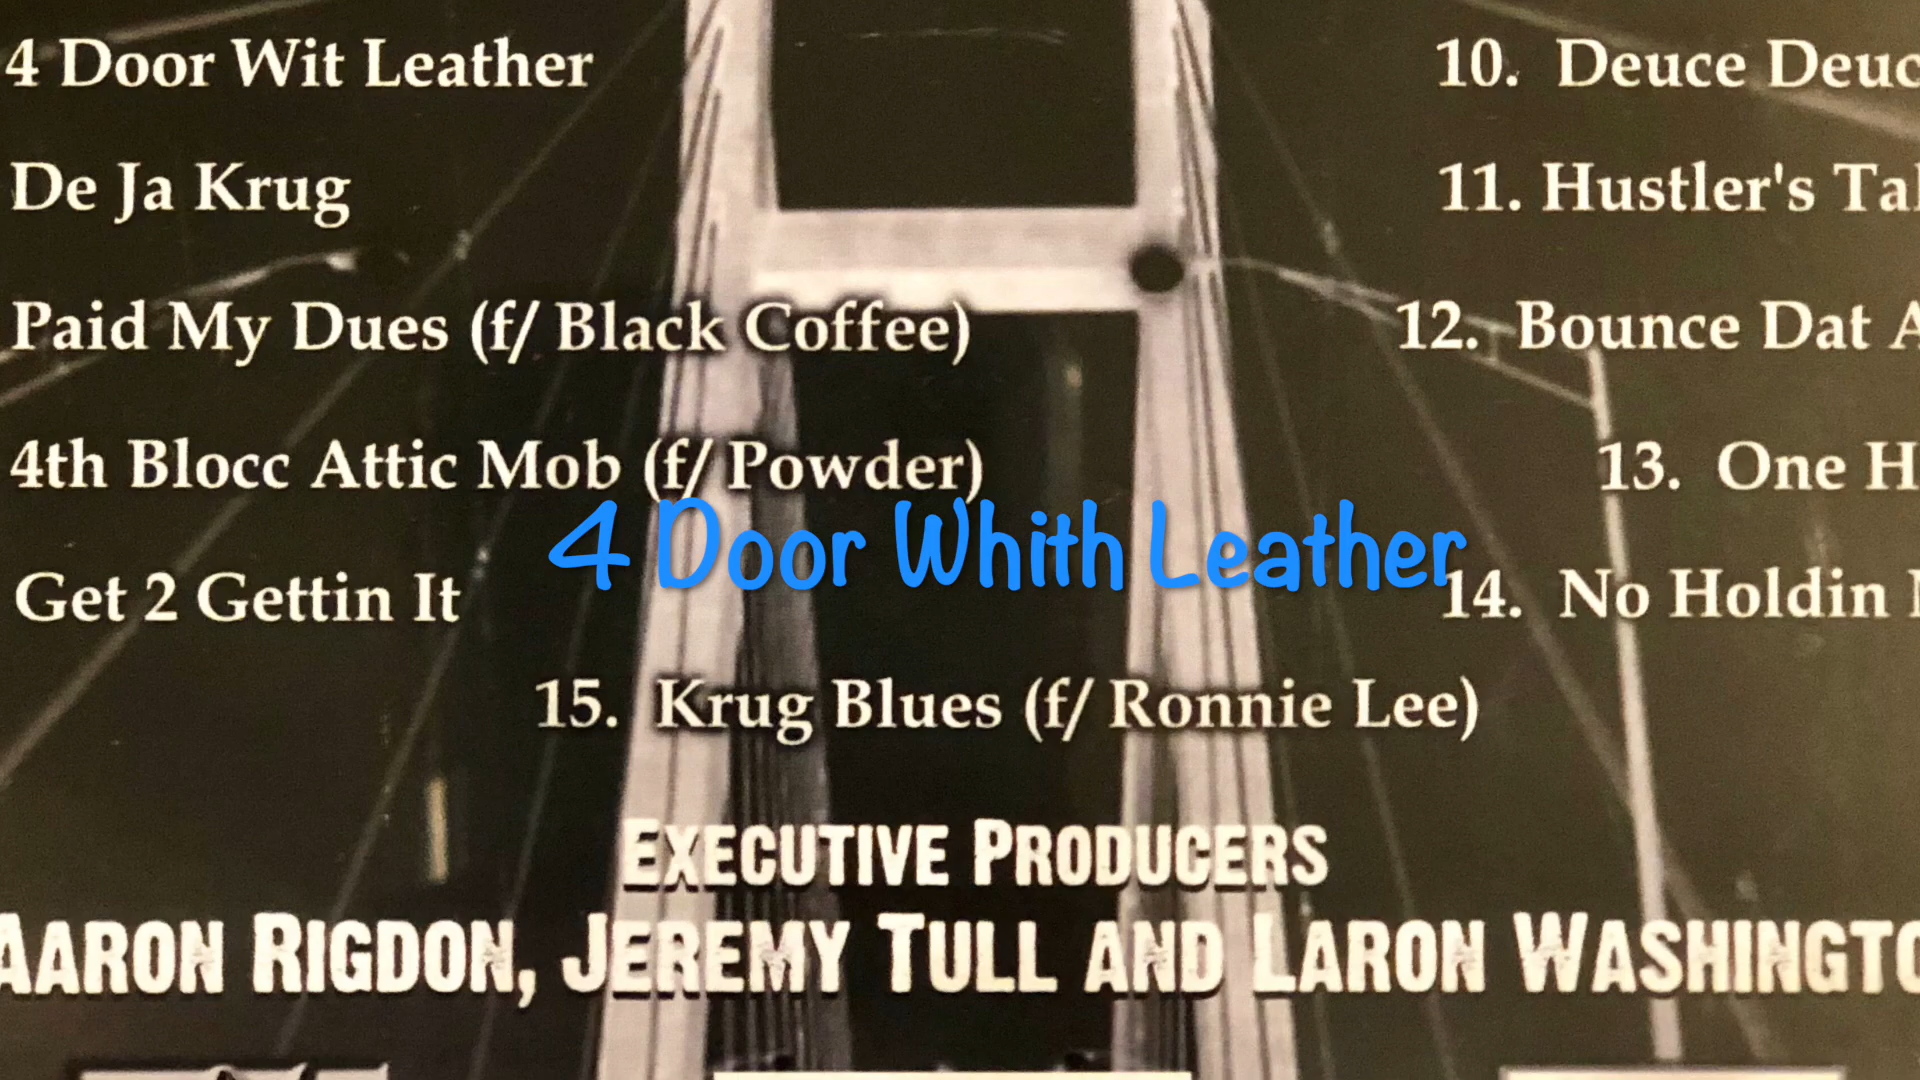 4 Door Wit Leather
De Ja Krug
Paid My Dues (f/ Black Coffee)
4th Blocc Attic Mob (f/ Powder)
Get 2 Gettin It
10. Deuce
11. Hustler's
12. Bounce Dat
13. One
14. No Holdin
4 Door Whith Leather
15. Krug Blues (f/ Ronnie Lee)
EXECUTIVE PRODUCERS
AARON RIGDON, JEREMY TULL AND LARON